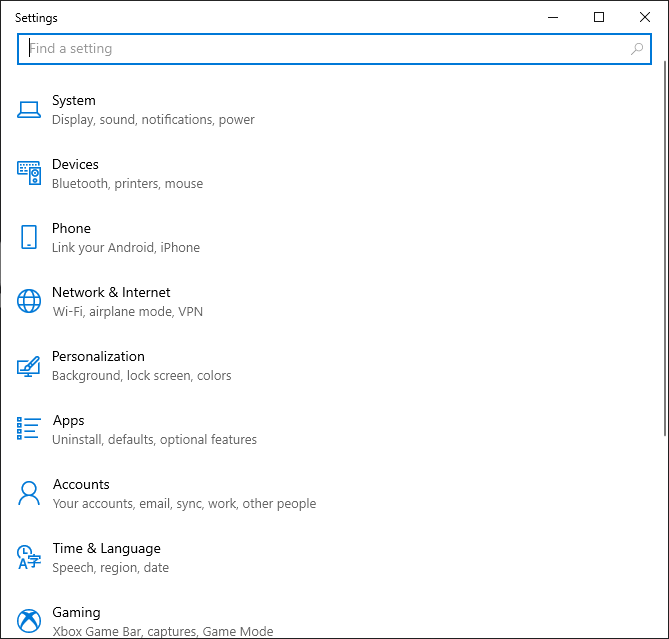 Settings
Find a setting
System
Display, sound, notifications, power
Devices
Bluetooth, printers, mouse
Phone
Link your Android, iPhone
Network & Internet
Wi-Fi, airplane mode, VPN
Personalization
Background, lock screen, colors
Apps
Uninstall, defaults, optional features
Accounts
Your accounts, email, sync, work, other people
Time & Language
Speech, region, date
Gaming
Xbox Game Bar, captures, Game Mode